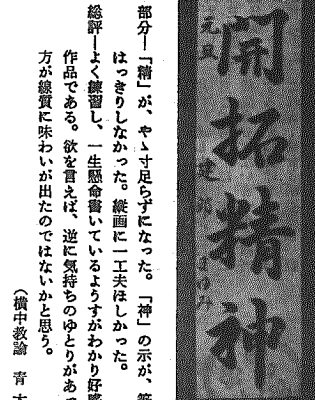 開拓精神
元旦
部分―「精」が、やゝ寸足らずになった。「神」の示が、
はっきりしなかった。縦画に一工夫ほしかった。
総評―よく練習し、一生懸命書いているようすがわかり好
作品である。欲を言えば、逆に気持ちのゆとりがあ
方が線質に味わいが出たのではないかと思う。
（横中教諭 青